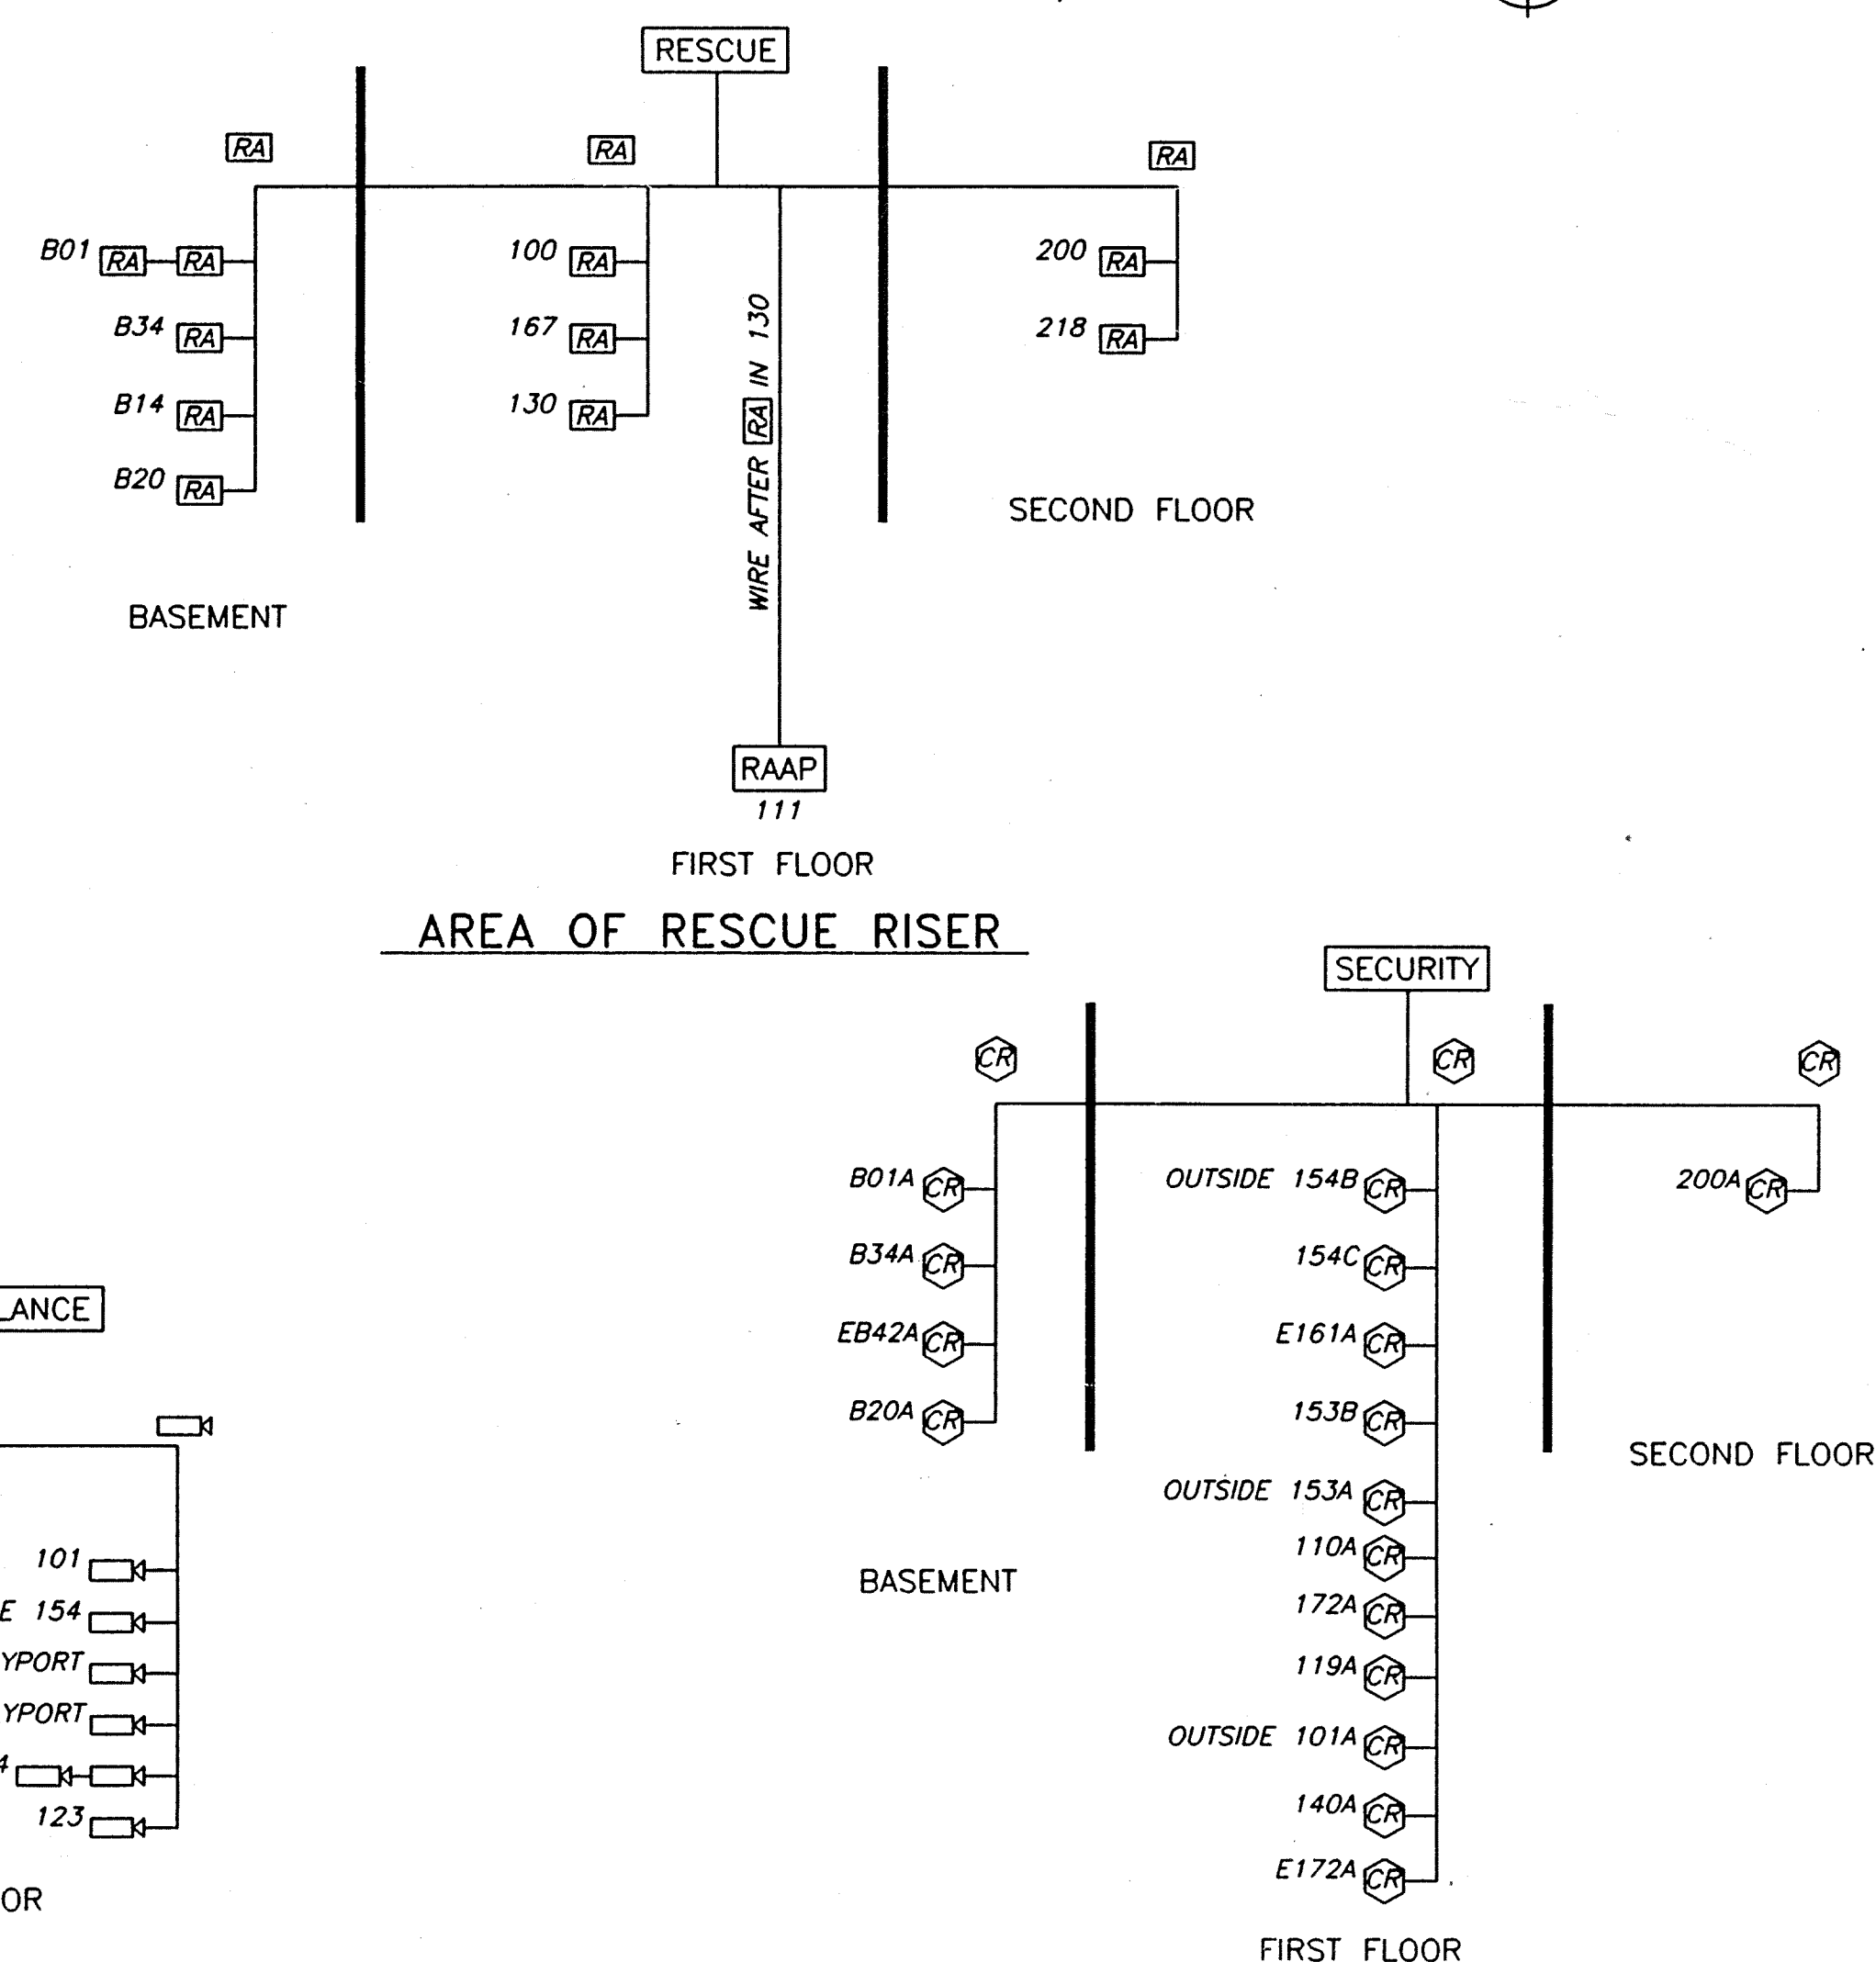 RESCUE
RA
RA
RA
B01 RA RA
B34 RA
B14 RA
B20 RA
BASEMENT
100 RA
167 RA
130 RA
WIRE AFTER RA IN 130
RAAP
111
FIRST FLOOR
200 RA
218 RA
SECOND FLOOR
AREA OF RESCUE RISER
SECURITY
CR
CR
CR
B01A CR
B34A CR
EB42A CR
B20A CR
BASEMENT
OUTSIDE 154B CR
154C CR
E161A CR
153B CR
OUTSIDE 153A CR
110A CR
172A CR
119A CR
OUTSIDE 101A CR
140A CR
E172A CR
FIRST FLOOR
200A CR
SECOND FLOOR
LANCE
101
E 154
YPORT
YPORT
4
123
OR